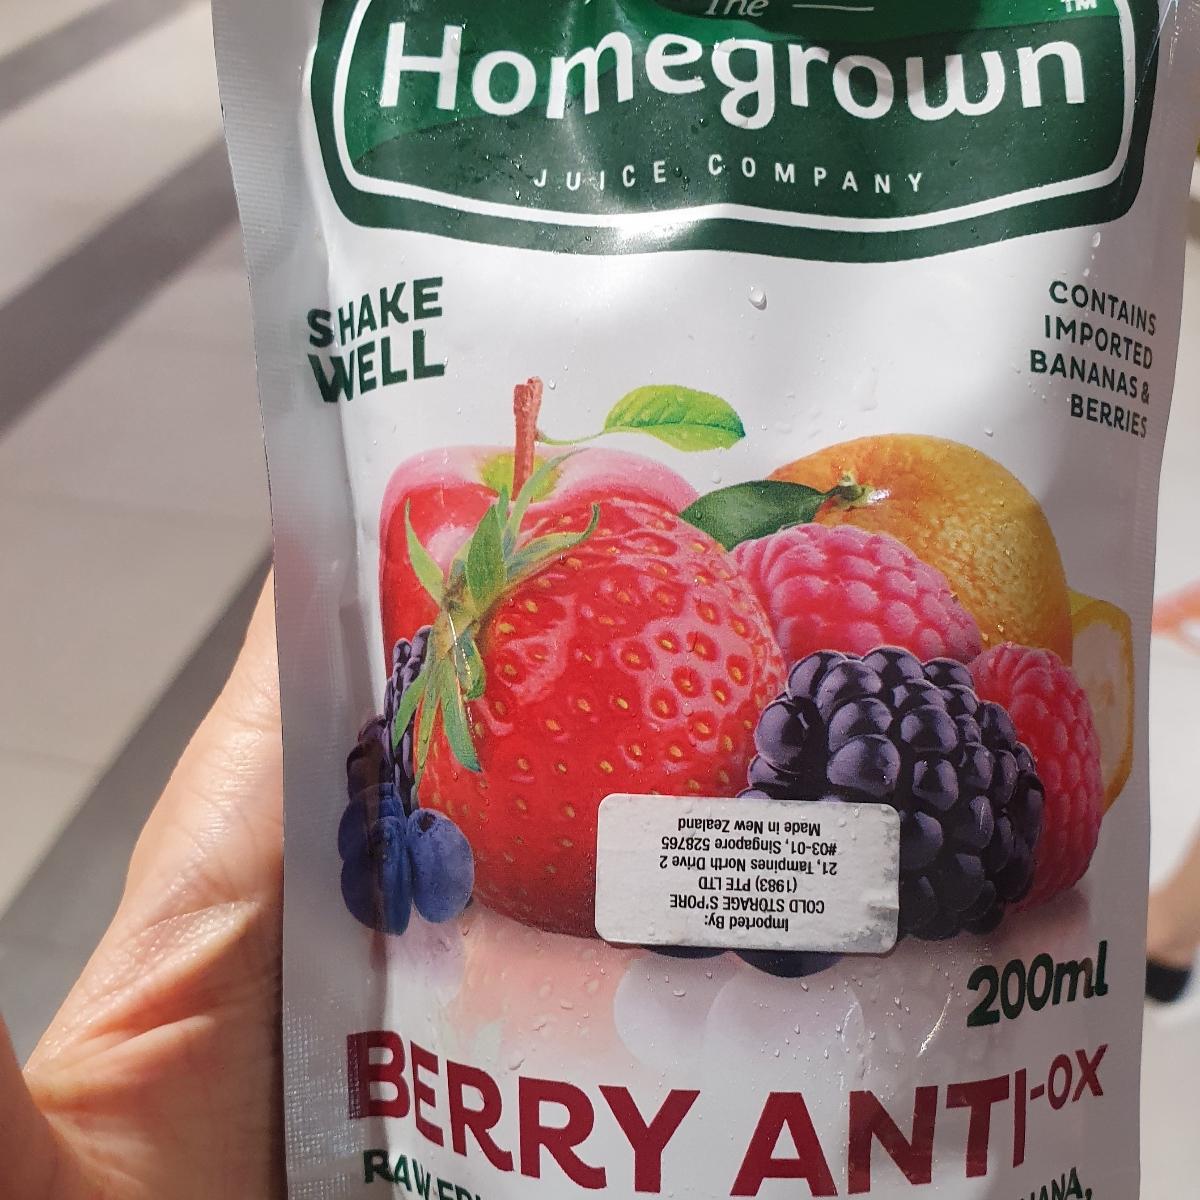 The
Homegrown
TM
JUICE COMPANY
SHAKE
WELL
CONTAINS
IMPORTED
BANANAS &
BERRIES
Imported By:
COLD STORAGE S'PORE
(1983) PTE LTD
21, Tampines North Drive 2
#03-01, Singapore 528765
Made in New Zealand
200ml
BERRY ANTI-OX
RAW